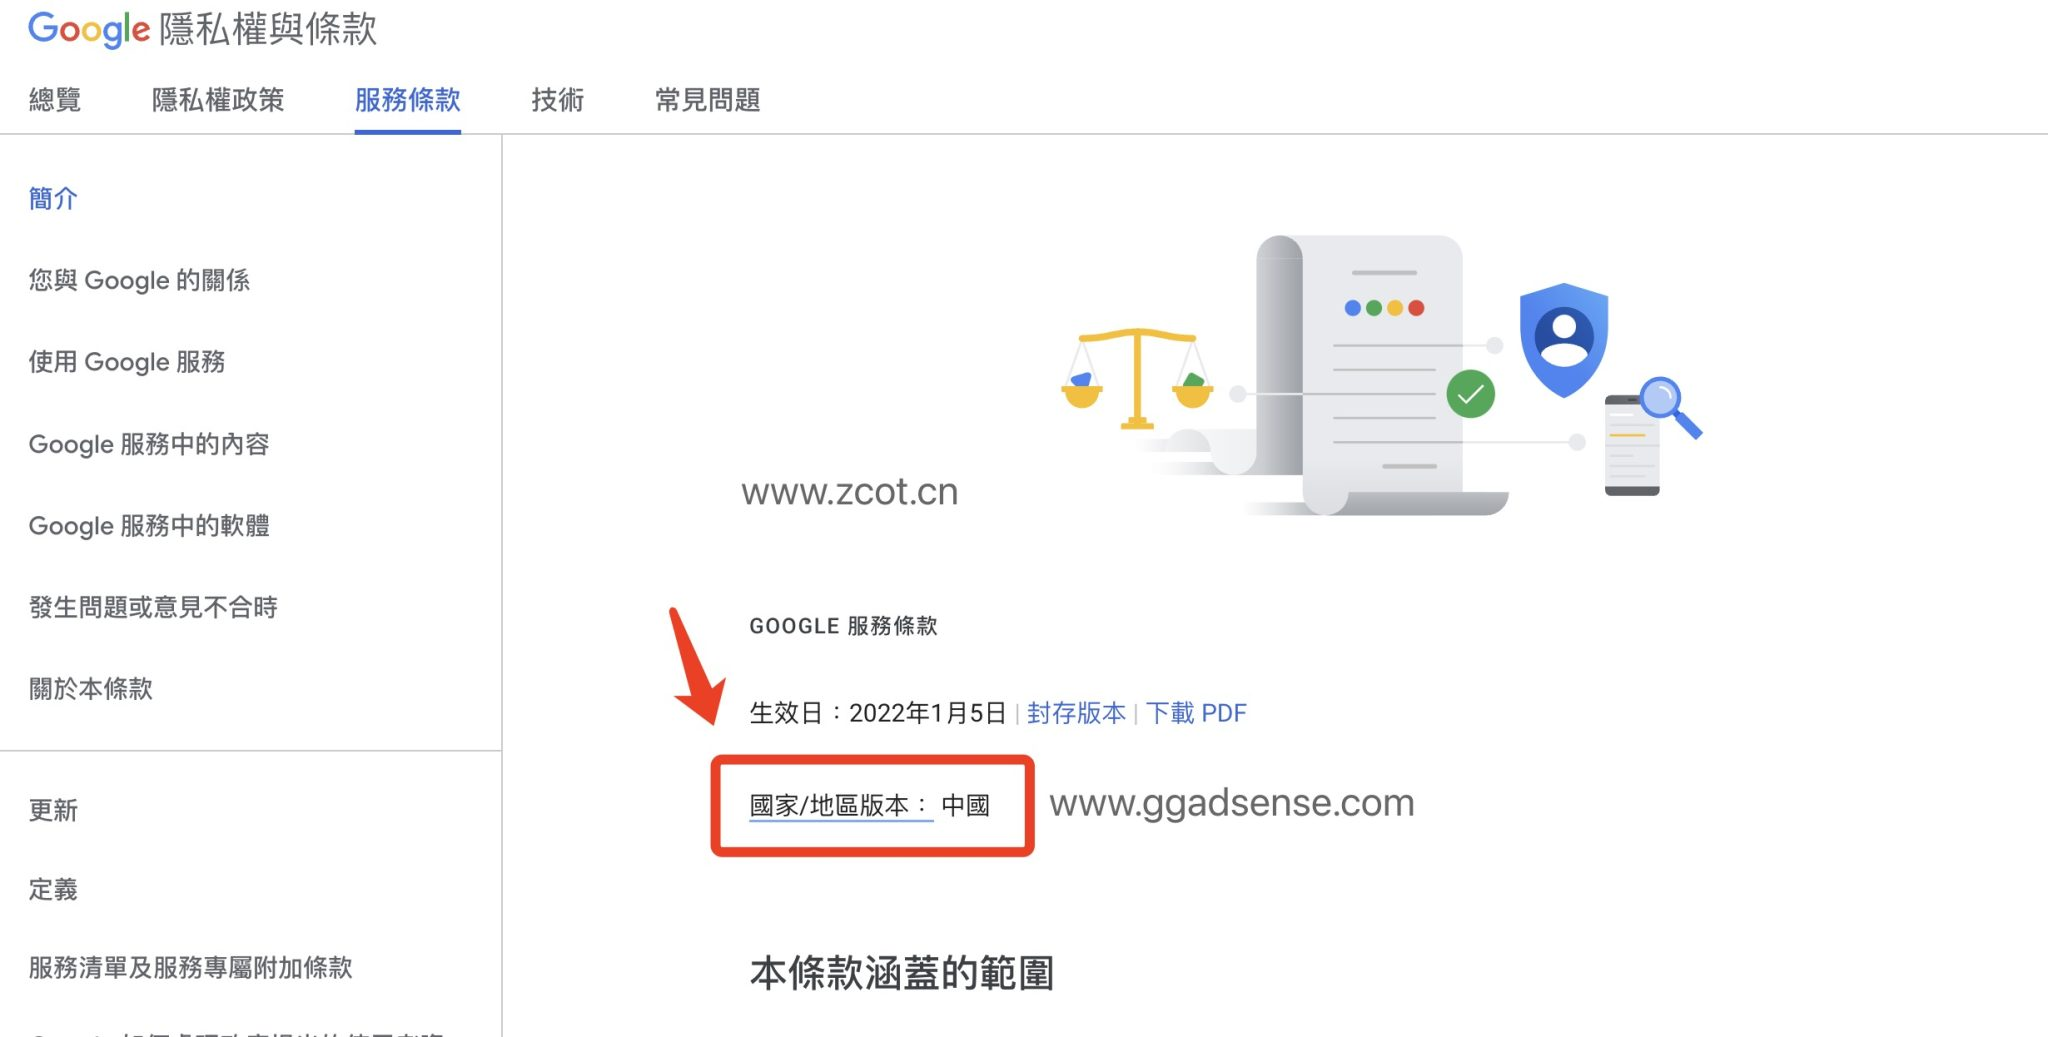 Google 隱私權與條款
總覽 隱私權政策 服務條款 技術 常見問題
簡介
您與 Google 的關係
使用 Google 服務
Google 服務中的內容
Google 服務中的軟體
發生問題或意見不合時
關於本條款
更新
定義
服務清單及服務專屬附加條款
www.zcot.cn
GOOGLE 服務條款
生效日：2022年1月5日 | 封存版本 | 下載 PDF
國家/地區版本： 中國
www.ggadsense.com
本條款涵蓋的範圍